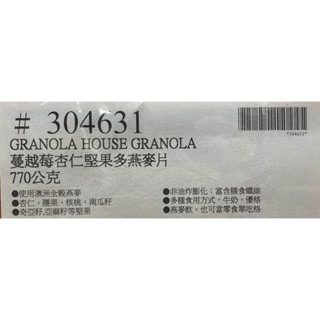 # 304631
*304631*
GRANOLA HOUSE GRANOLA
蔓越莓杏仁堅果多燕麥片
770公克
●使用澳洲全穀燕麥
●杏仁，腰果、核桃，南瓜籽
●奇亞籽,亞麻籽等堅果
●非油炸膨化；富含膳食纖維
●多種食用方式，牛奶，優格
●燕麥飲，也可當零食單吃格